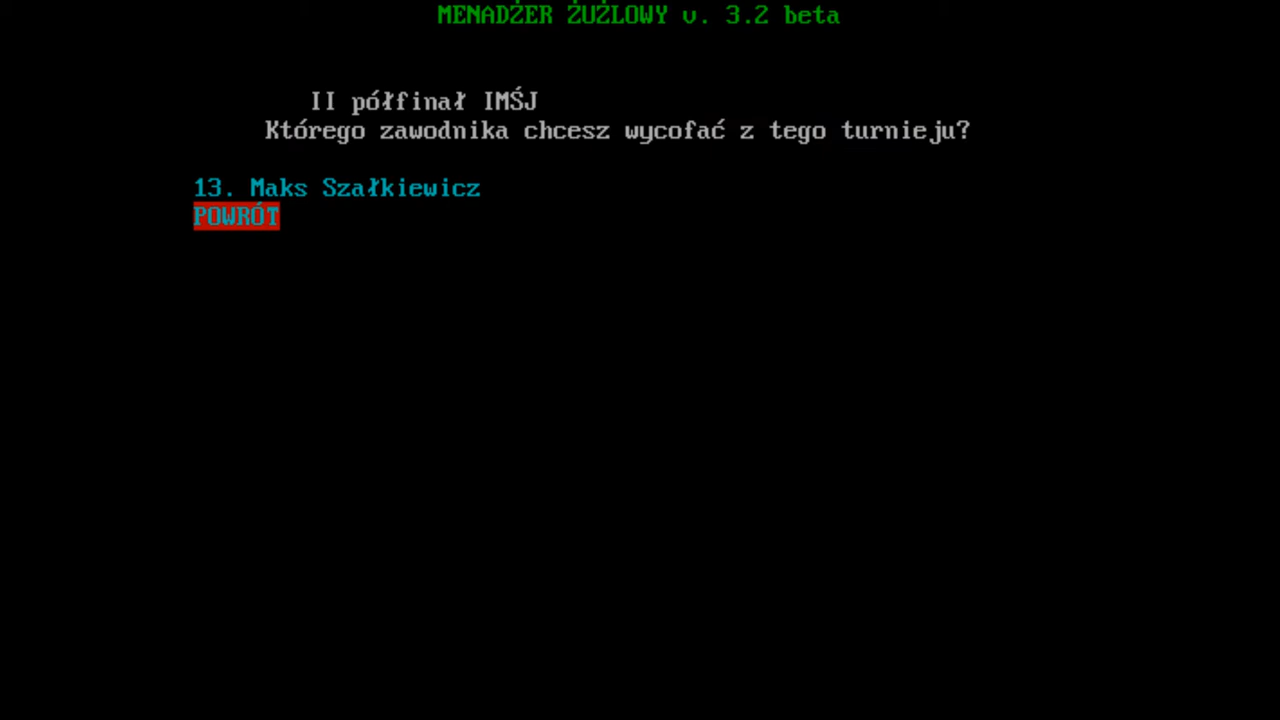 MENADŻER ŻUŻLOWY v. 3.2 beta
II półfinał IMŚJ
Którego zawodnika chcesz wycofać z tego turnieju?
13. Maks Szałkiewicz
POWRÓT